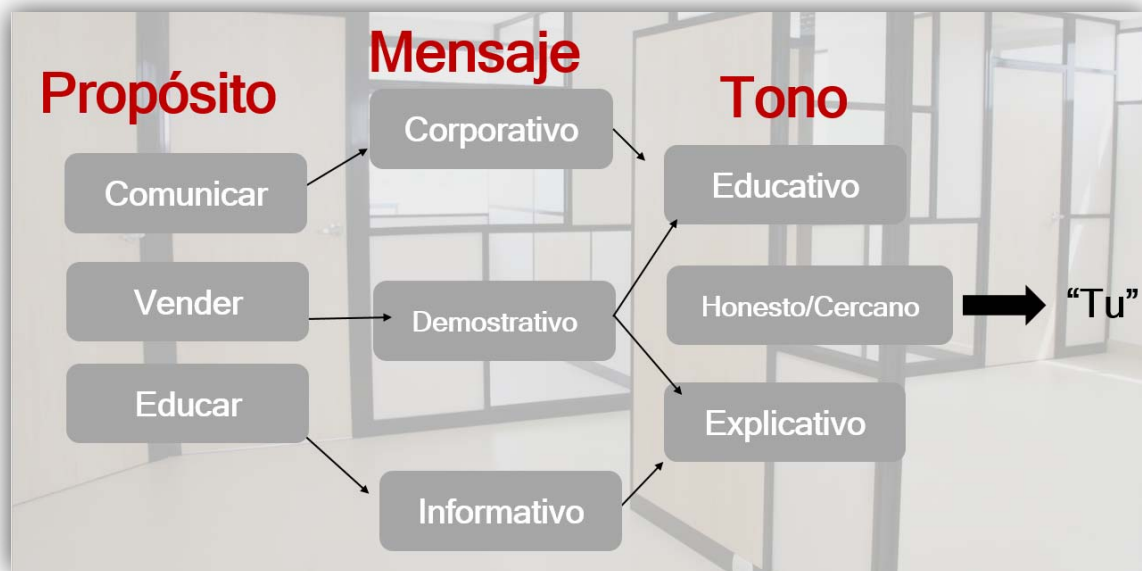 Propósito
Mensaje
Tono
Comunicar
Corporativo
Educativo
Vender
Demostrativo
Honesto/Cercano
“Tu”
Educar
Informativo
Explicativo